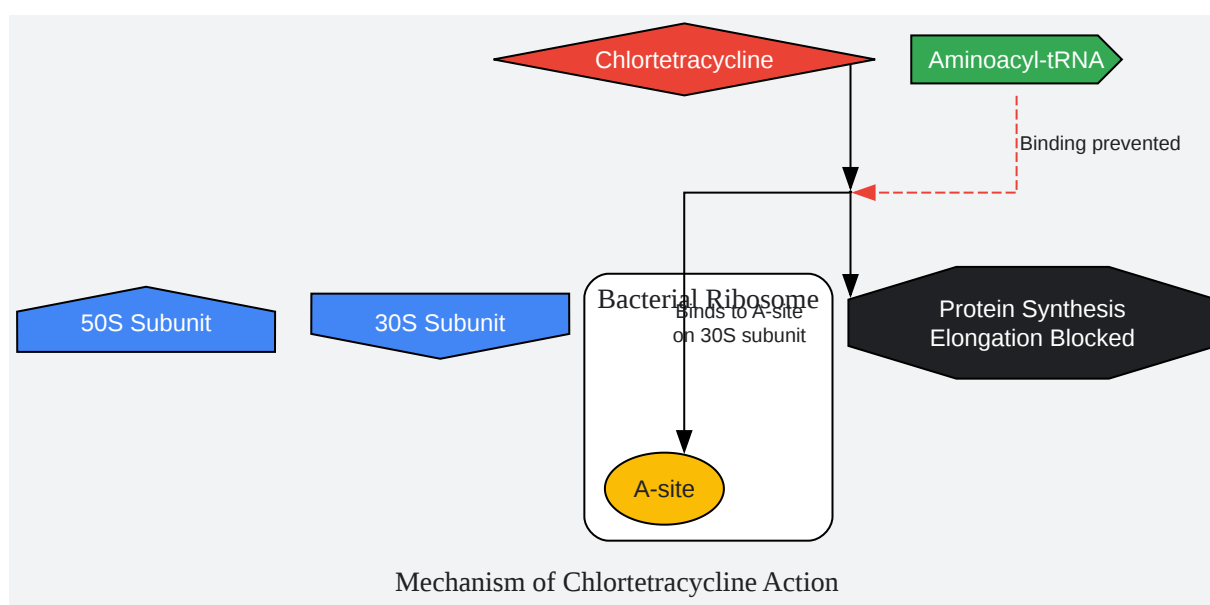 Chlortetracycline
Aminoacyl-tRNA
Binding prevented
Bacterial Ribosome
Binds to A-site
on 30S subunit
50S Subunit
30S Subunit
Protein Synthesis
Elongation Blocked
A-site
Mechanism of Chlortetracycline Action